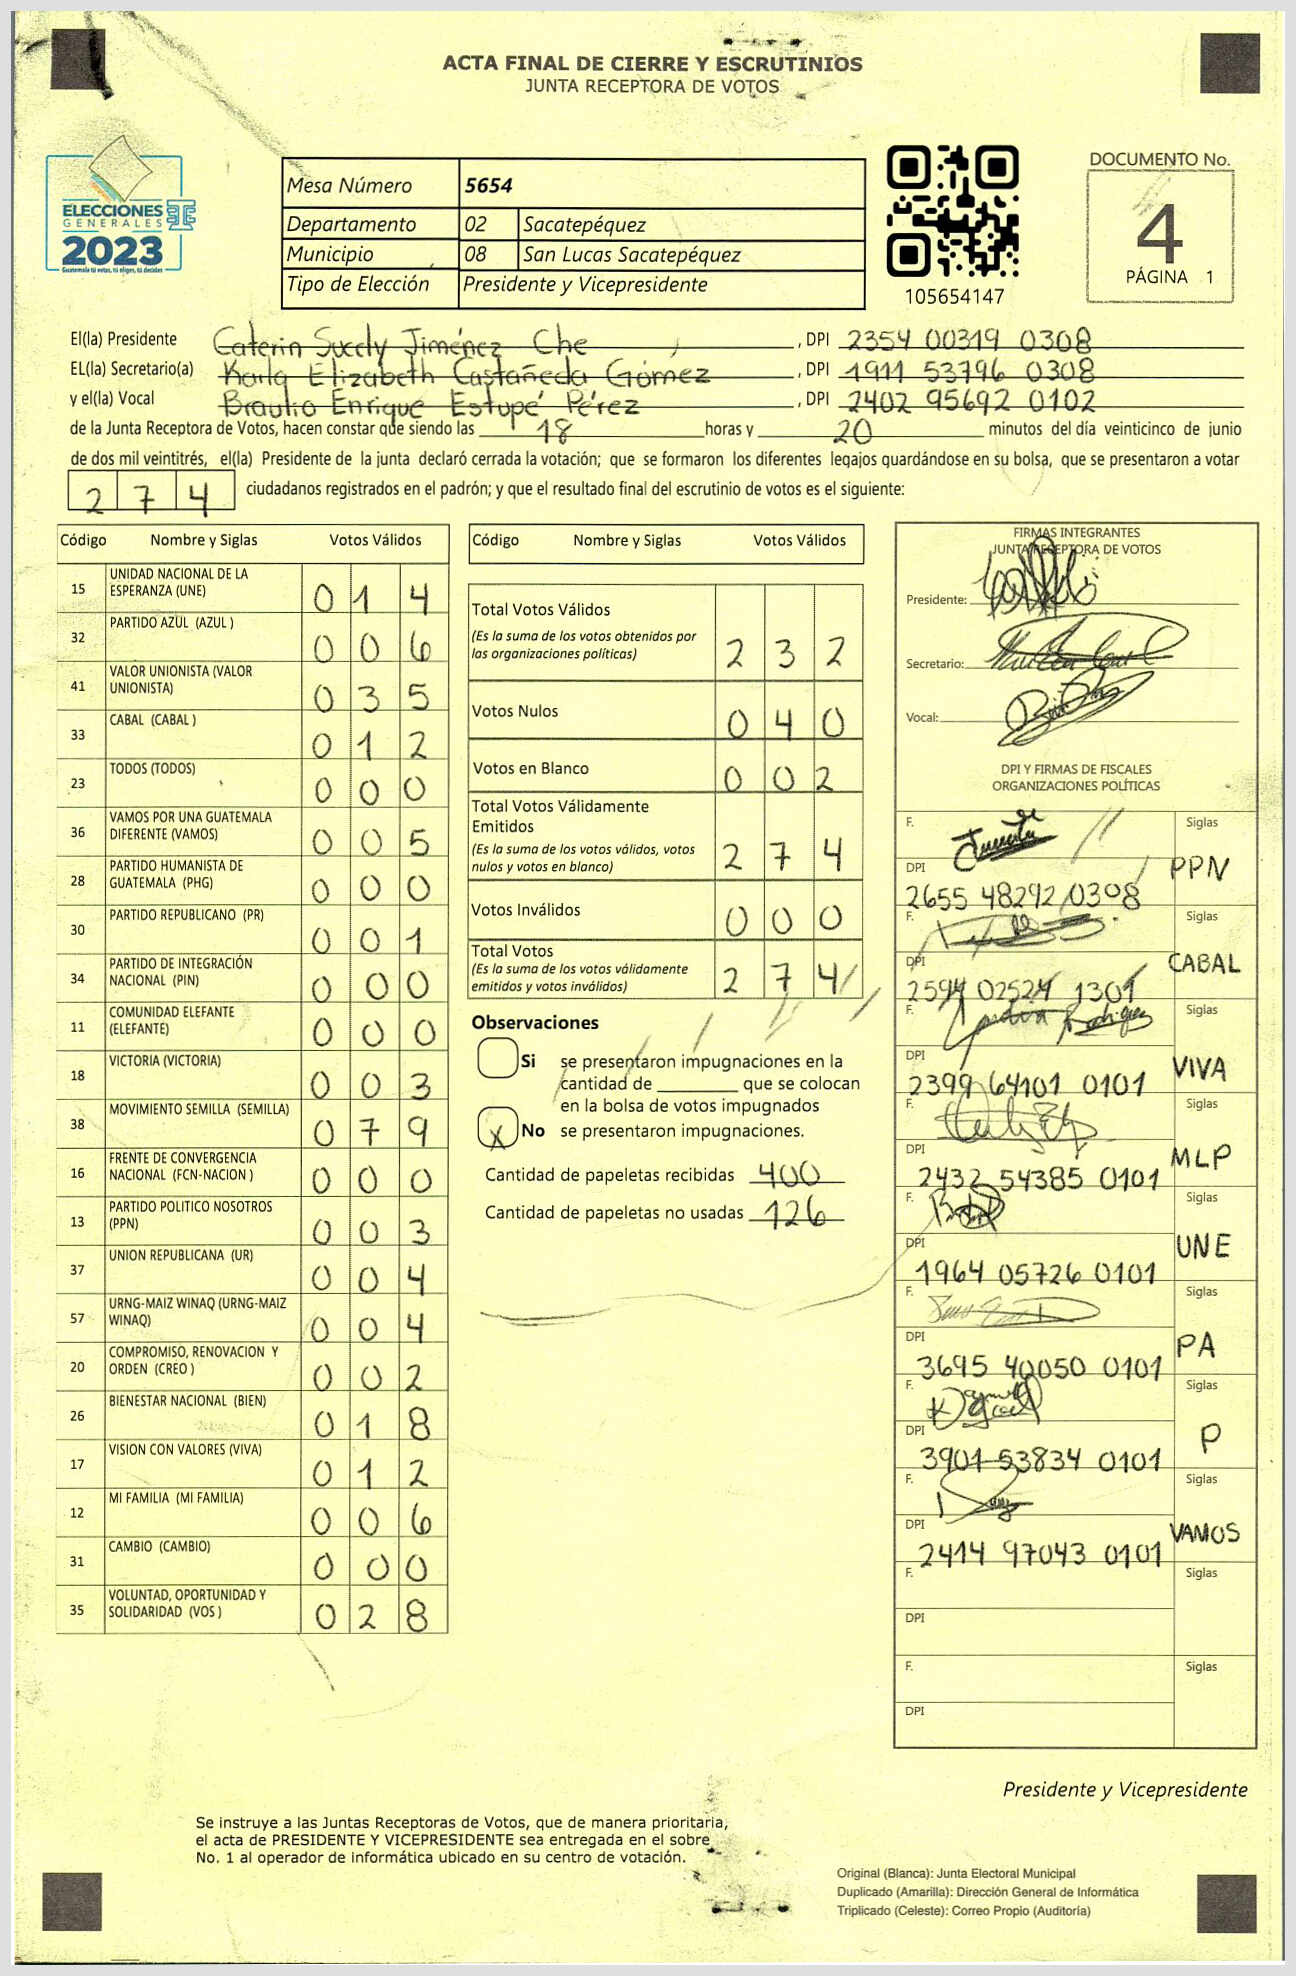 ACTA FINAL DE CIERRE Y ESCRUTINIOS
JUNTA RECEPTORA DE VOTOS
ELECCIONES
GENERALES
2023
Guatemala tú votas, tú eliges, tú decides
Mesa Número 5654
Departamento 02 Sacatepéquez
Municipio 08 San Lucas Sacatepéquez
Tipo de Elección Presidente y Vicepresidente
105654147
DOCUMENTO No.
4
PÁGINA 1
El(la) Presidente Caterin Sucely Jiménez Che , DPI 2354 00319 0308
EL(la) Secretario(a) Karla Elizabeth Castañeda Gómez , DPI 1911 53796 0308
y el(la) Vocal Braulio Enrique Estupé Pérez , DPI 2402 95692 0102
de la Junta Receptora de Votos, hacen constar que siendo las 18 horas y 20 minutos del día veinticinco de junio
de dos mil veintitrés, el(la) Presidente de la junta declaró cerrada la votación; que se formaron los diferentes legajos guardándose en su bolsa, que se presentaron a votar
2 7 4 ciudadanos registrados en el padrón; y que el resultado final del escrutinio de votos es el siguiente:
Código Nombre y Siglas Votos Válidos
15 UNIDAD NACIONAL DE LA
ESPERANZA (UNE) 0 1 4
32 PARTIDO AZUL (AZUL ) 0 0 6
41 VALOR UNIONISTA (VALOR
UNIONISTA) 0 3 5
33 CABAL (CABAL ) 0 1 2
23 TODOS (TODOS) 0 0 0
36 VAMOS POR UNA GUATEMALA
DIFERENTE (VAMOS) 0 0 5
28 PARTIDO HUMANISTA DE
GUATEMALA (PHG) 0 0 0
30 PARTIDO REPUBLICANO (PR) 0 0 1
34 PARTIDO DE INTEGRACIÓN
NACIONAL (PIN) 0 0 0
11 COMUNIDAD ELEFANTE
(ELEFANTE) 0 0 0
18 VICTORIA (VICTORIA) 0 0 3
38 MOVIMIENTO SEMILLA (SEMILLA) 0 7 9
16 FRENTE DE CONVERGENCIA
NACIONAL (FCN-NACION ) 0 0 0
13 PARTIDO POLITICO NOSOTROS
(PPN) 0 0 3
37 UNION REPUBLICANA (UR) 0 0 4
57 URNG-MAIZ WINAQ (URNG-MAIZ
WINAQ) 0 0 4
20 COMPROMISO, RENOVACION Y
ORDEN (CREO ) 0 0 2
26 BIENESTAR NACIONAL (BIEN) 0 1 8
17 VISION CON VALORES (VIVA) 0 1 2
12 MI FAMILIA (MI FAMILIA) 0 0 6
31 CAMBIO (CAMBIO) 0 0 0
35 VOLUNTAD, OPORTUNIDAD Y
SOLIDARIDAD (VOS ) 0 2 8
Código Nombre y Siglas Votos Válidos
Total Votos Válidos
(Es la suma de los votos obtenidos por
las organizaciones políticas) 2 3 2
Votos Nulos 0 4 0
Votos en Blanco 0 0 2
Total Votos Válidamente
Emitidos
(Es la suma de los votos válidos, votos
nulos y votos en blanco) 2 7 4
Votos Inválidos 0 0 0
Total Votos
(Es la suma de los votos válidamente
emitidos y votos inválidos) 2 7 4
Observaciones
Si se presentaron impugnaciones en la
cantidad de ________ que se colocan
en la bolsa de votos impugnados
X No se presentaron impugnaciones.
Cantidad de papeletas recibidas 400
Cantidad de papeletas no usadas 126
FIRMAS INTEGRANTES
JUNTA RECEPTORA DE VOTOS
Presidente:
Secretario:
Vocal:
DPI Y FIRMAS DE FISCALES
ORGANIZACIONES POLÍTICAS
F. Siglas
DPI PPN
2655 48292 0308
F. Siglas
DPI CABAL
2594 02524 1301
F. Siglas
DPI VIVA
2399 64101 0101
F. Siglas
DPI MLP
2432 54385 0101
F. Siglas
DPI UNE
1964 05726 0101
F. Siglas
DPI PA
3695 40050 0101
F. Siglas
DPI P
3901 53834 0101
F. Siglas
DPI VAMOS
2414 97043 0101
F. Siglas
DPI
F. Siglas
DPI
Presidente y Vicepresidente
Se instruye a las Juntas Receptoras de Votos, que de manera prioritaria,
el acta de PRESIDENTE Y VICEPRESIDENTE sea entregada en el sobre
No. 1 al operador de informática ubicado en su centro de votación.
Original (Blanca): Junta Electoral Municipal
Duplicado (Amarilla): Dirección General de Informática
Triplicado (Celeste): Correo Propio (Auditoría)